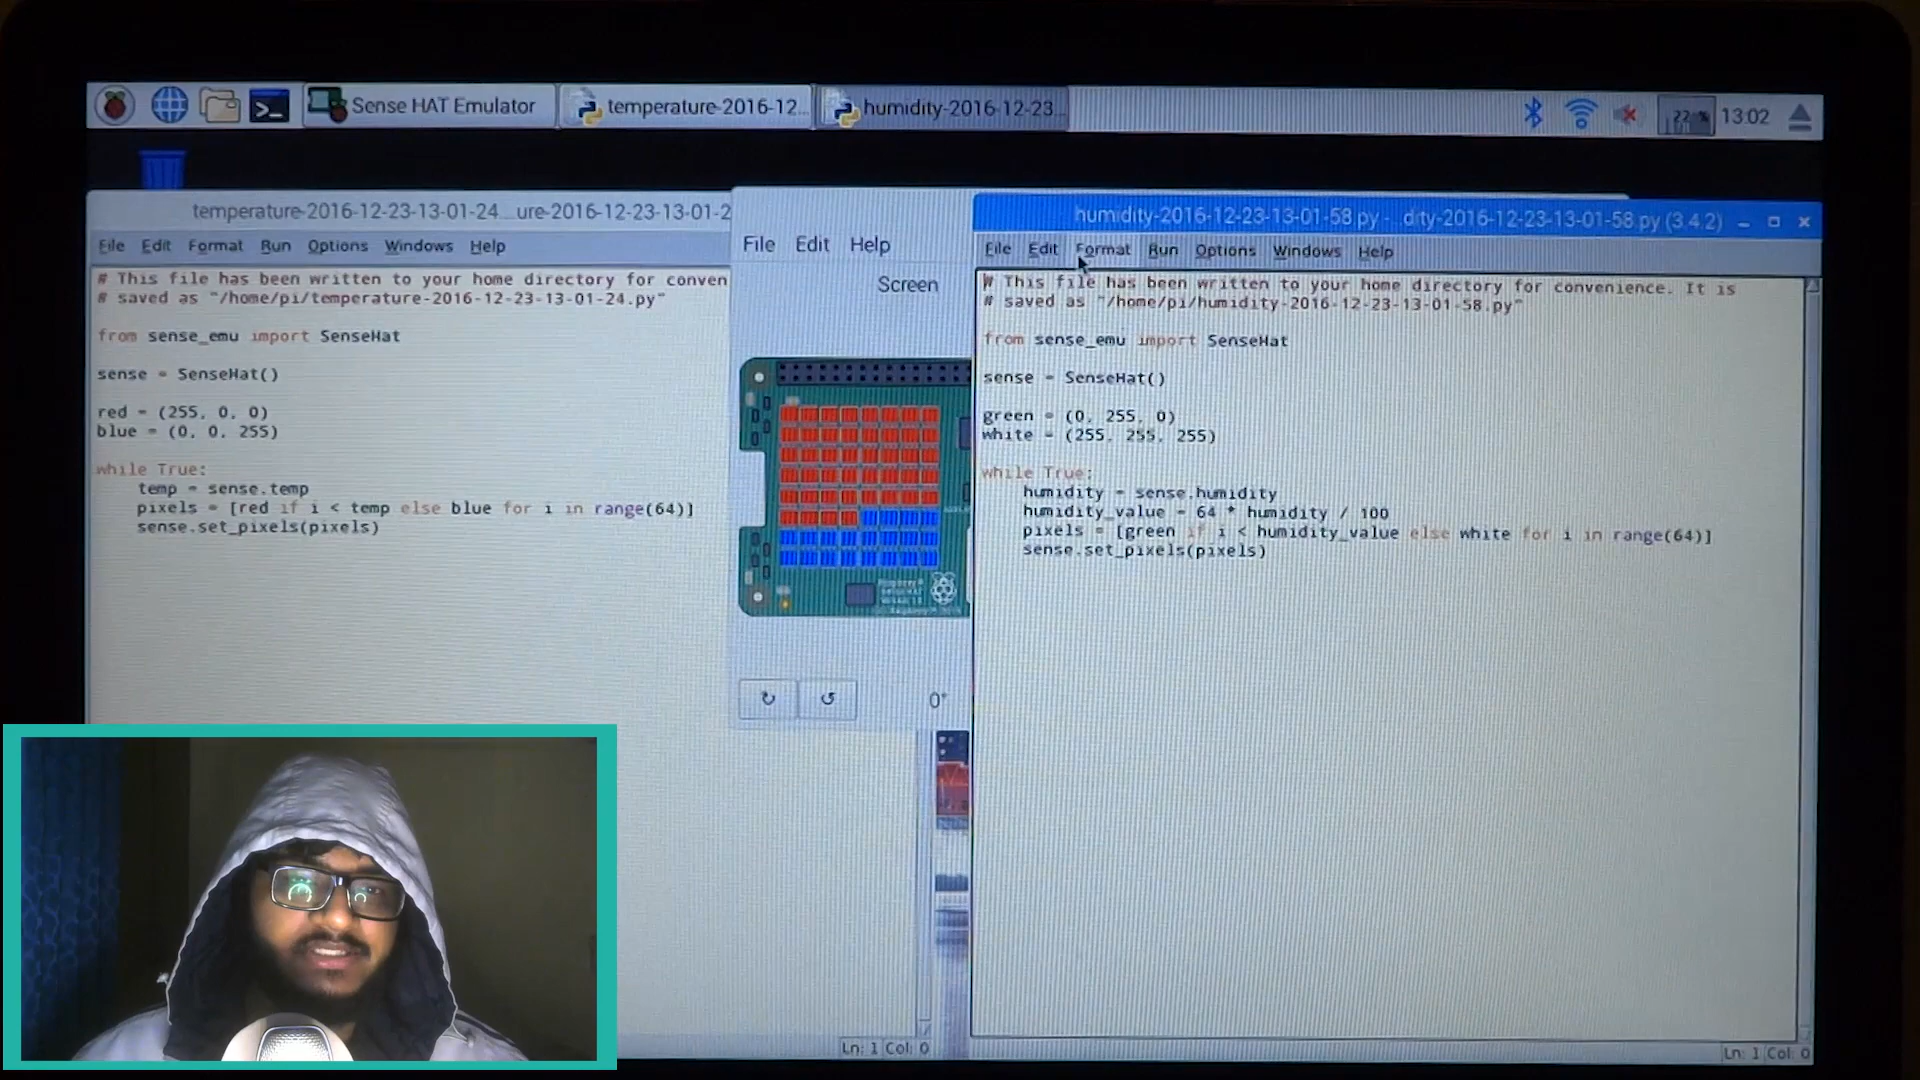 Sense HAT Emulator
temperature-2016-12...
humidity-2016-12-23...
22 %
13:02
temperature-2016-12-23-13-01-24...ure-2016-12-23-13-01-2
File Edit Format Run Options Windows Help
# This file has been written to your home directory for conven
# saved as "/home/pi/temperature-2016-12-23-13-01-24.py"
from sense_emu import SenseHat
sense = SenseHat()
red = (255, 0, 0)
blue = (0, 0, 255)
while True:
temp = sense.temp
pixels = [red if i < temp else blue for i in range(64)]
sense.set_pixels(pixels)
Ln: 1 Col: 0
File Edit Help
Screen
0°
humidity-2016-12-23-13-01-58.py - ...dity-2016-12-23-13-01-58.py (3.4.2)
File Edit Format Run Options Windows Help
# This file has been written to your home directory for convenience. It is
# saved as "/home/pi/humidity-2016-12-23-13-01-58.py"
from sense_emu import SenseHat
sense = SenseHat()
green = (0, 255, 0)
white = (255, 255, 255)
while True:
humidity = sense.humidity
humidity_value = 64 * humidity / 100
pixels = [green if i < humidity_value else white for i in range(64)]
sense.set_pixels(pixels)
Ln: 1 Col: 0